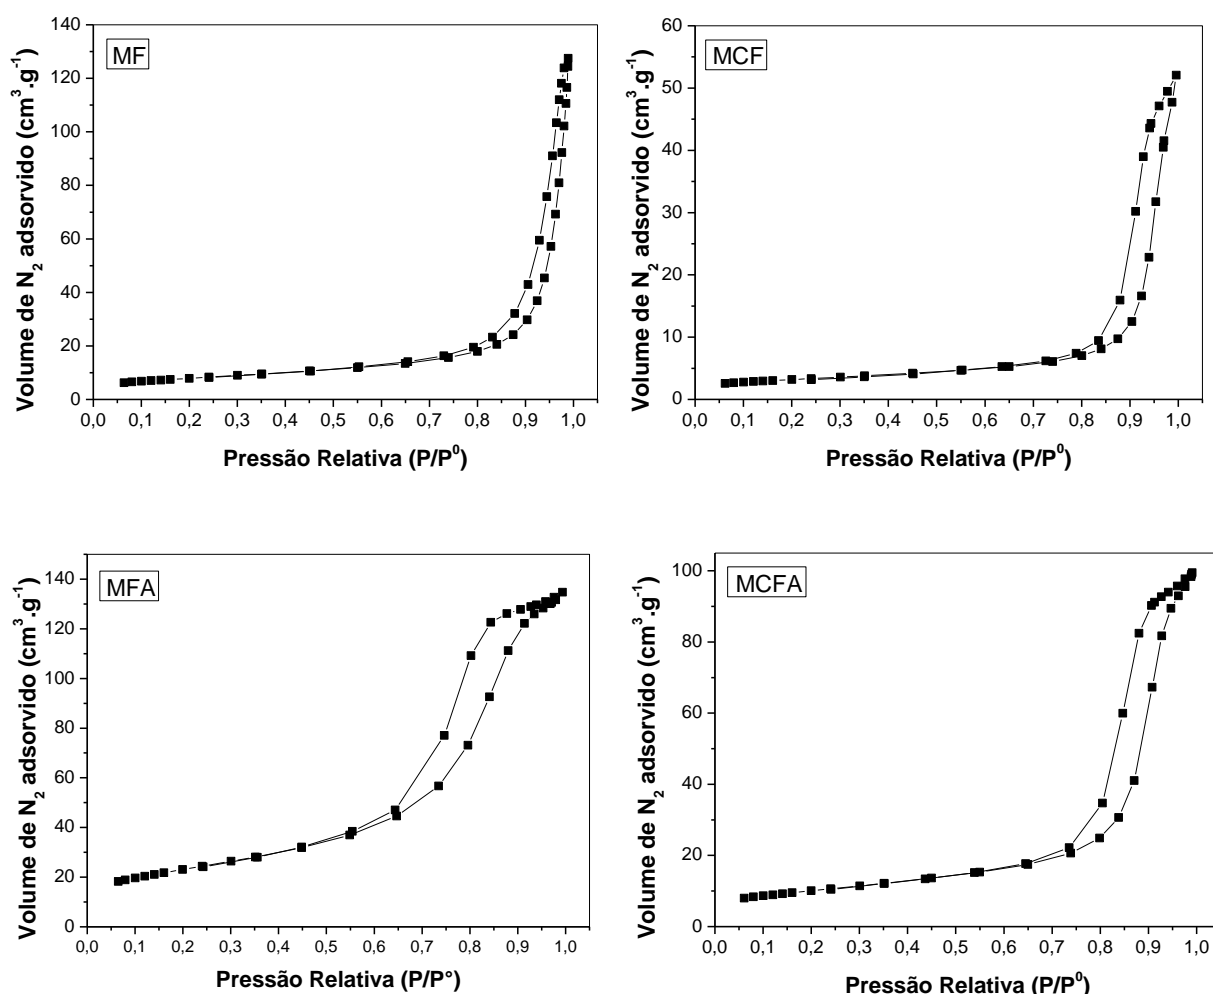 MF
Volume de N₂ adsorvido (cm³.g⁻¹)
140
120
100
80
60
40
20
0
0,0 0,1 0,2 0,3 0,4 0,5 0,6 0,7 0,8 0,9 1,0
Pressão Relativa (P/P⁰)
MCF
Volume de N₂ adsorvido (cm³.g⁻¹)
60
50
40
30
20
10
0
0,0 0,1 0,2 0,3 0,4 0,5 0,6 0,7 0,8 0,9 1,0
Pressão Relativa (P/P⁰)
MFA
Volume de N₂ adsorvido (cm³.g⁻¹)
140
120
100
80
60
40
20
0
0,0 0,1 0,2 0,3 0,4 0,5 0,6 0,7 0,8 0,9 1,0
Pressão Relativa (P/P°)
MCFA
Volume de N₂ adsorvido (cm³.g⁻¹)
100
80
60
40
20
0
0,0 0,1 0,2 0,3 0,4 0,5 0,6 0,7 0,8 0,9 1,0
Pressão Relativa (P/P⁰)